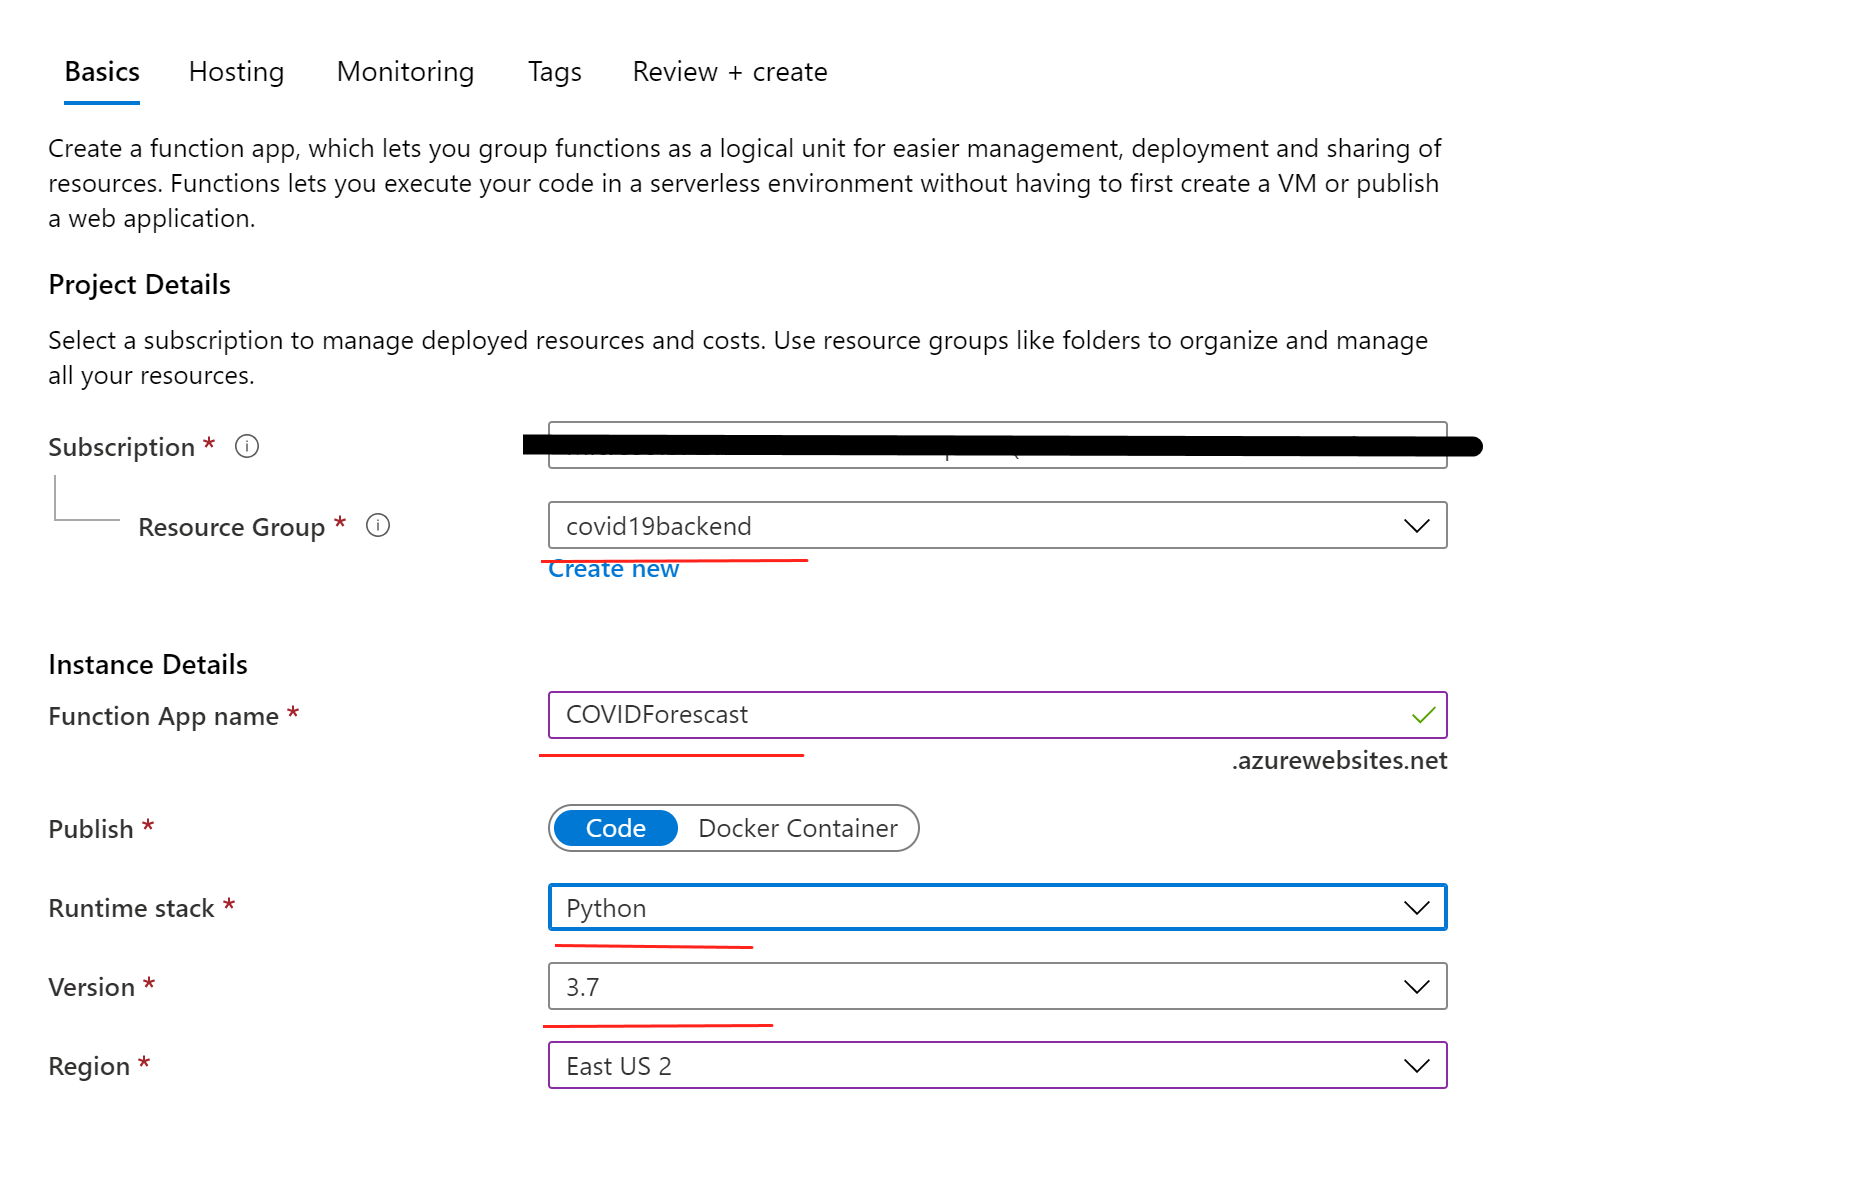 Basics Hosting Monitoring Tags Review + create
Create a function app, which lets you group functions as a logical unit for easier management, deployment and sharing of
resources. Functions lets you execute your code in a serverless environment without having to first create a VM or publish
a web application.
Project Details
Select a subscription to manage deployed resources and costs. Use resource groups like folders to organize and manage
all your resources.
Subscription *
Resource Group * covid19backend
Create new
Instance Details
Function App name * COVIDForescast
.azurewebsites.net
Publish * Code Docker Container
Runtime stack * Python
Version * 3.7
Region * East US 2